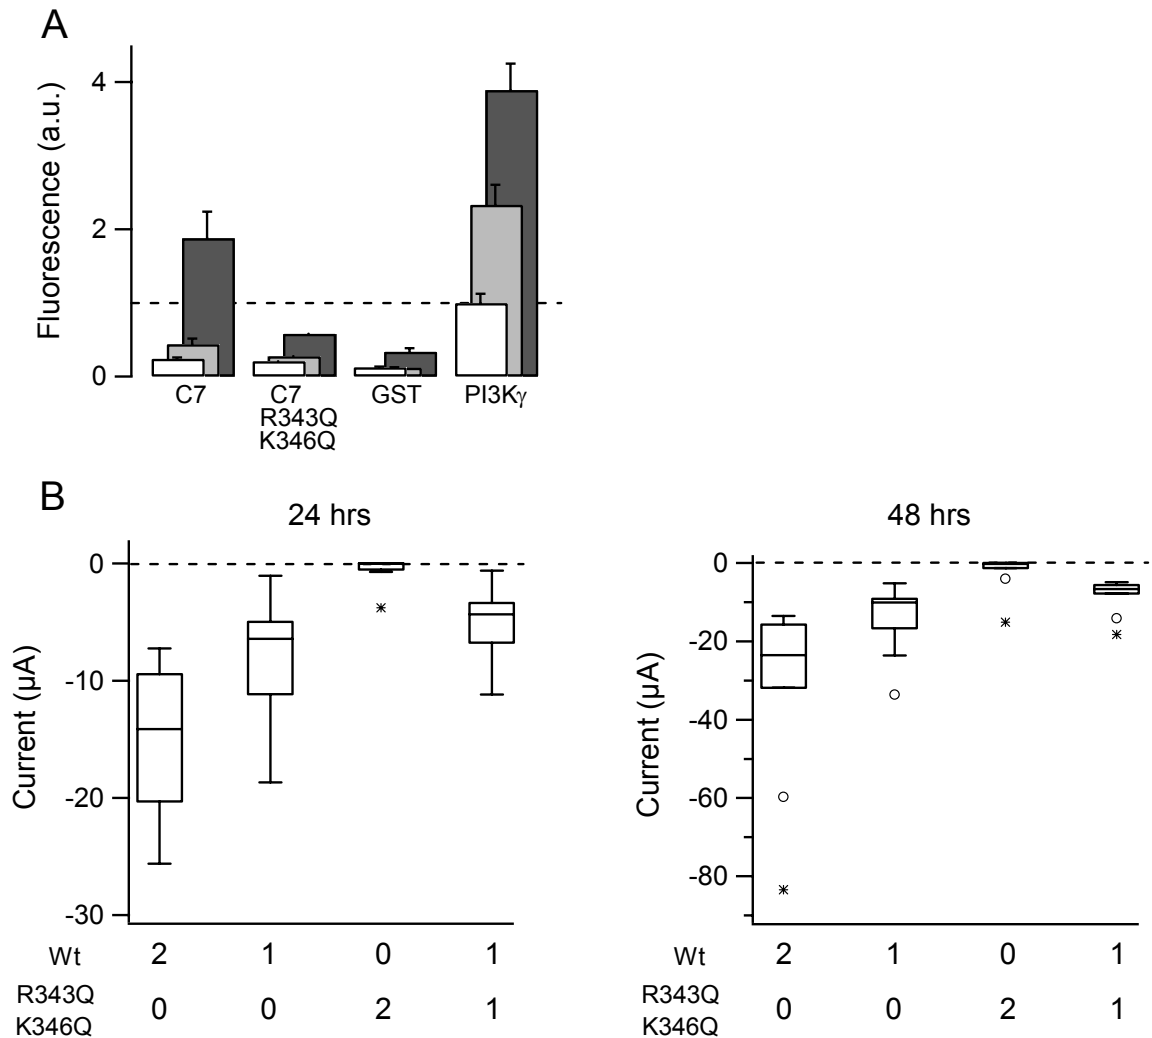 A
Fluorescence (a.u.)
4
2
0
C7
C7
R343Q
K346Q
GST
PI3Kγ
B
24 hrs
Current (µA)
0
-10
-20
-30
Wt 2 1 0 1
R343Q
K346Q
0 0 2 1
48 hrs
Current (µA)
0
-20
-40
-60
-80
Wt 2 1 0 1
R343Q
K346Q
0 0 2 1